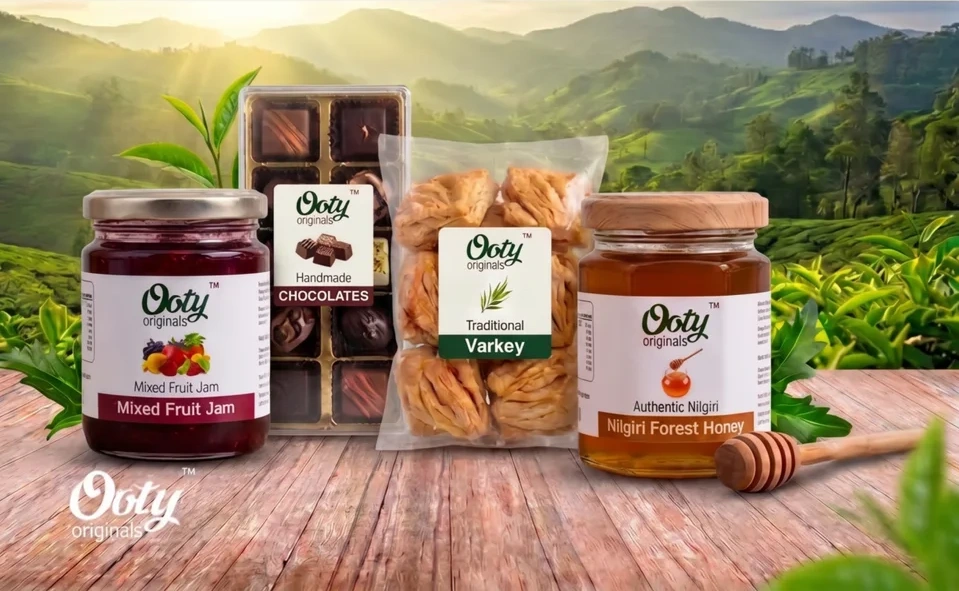 Ooty™
originals
Mixed Fruit Jam
Mixed Fruit Jam
Ooty™
originals
Handmade
CHOCOLATES
Ooty™
originals
Traditional
Varkey
Ooty™
originals
Authentic Nilgiri
Nilgiri Forest Honey
Ooty™
originals